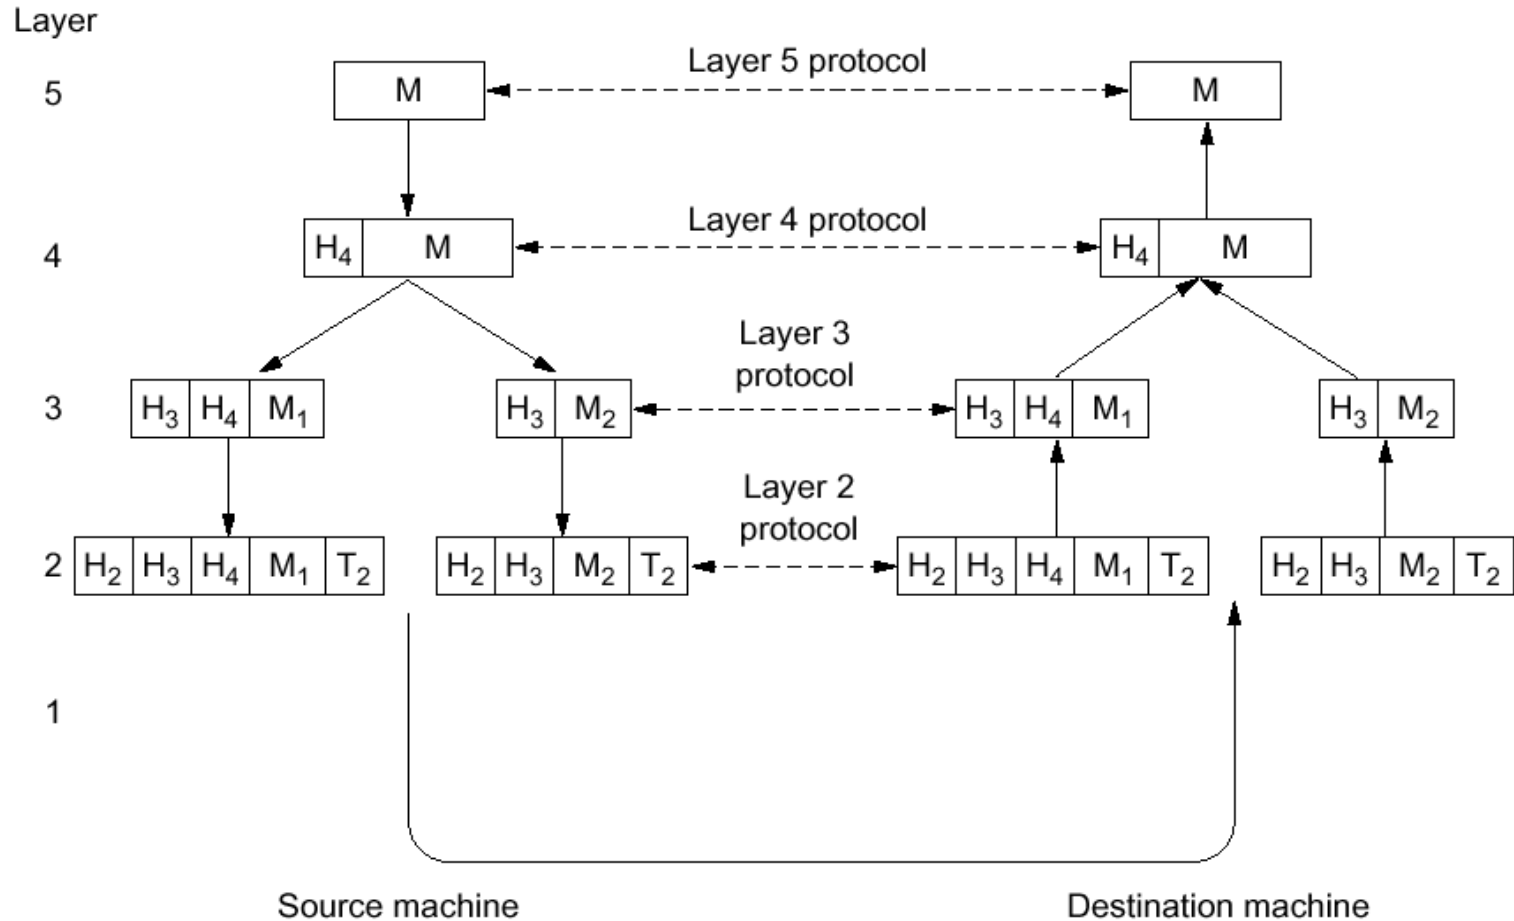 Layer
5 M Layer 5 protocol M
4 H4 M Layer 4 protocol H4 M
Layer 3
protocol
3 H3 H4 M1 H3 M2 H3 H4 M1 H3 M2
Layer 2
protocol
2 H2 H3 H4 M1 T2 H2 H3 M2 T2 H2 H3 H4 M1 T2 H2 H3 M2 T2
1
Source machine Destination machine